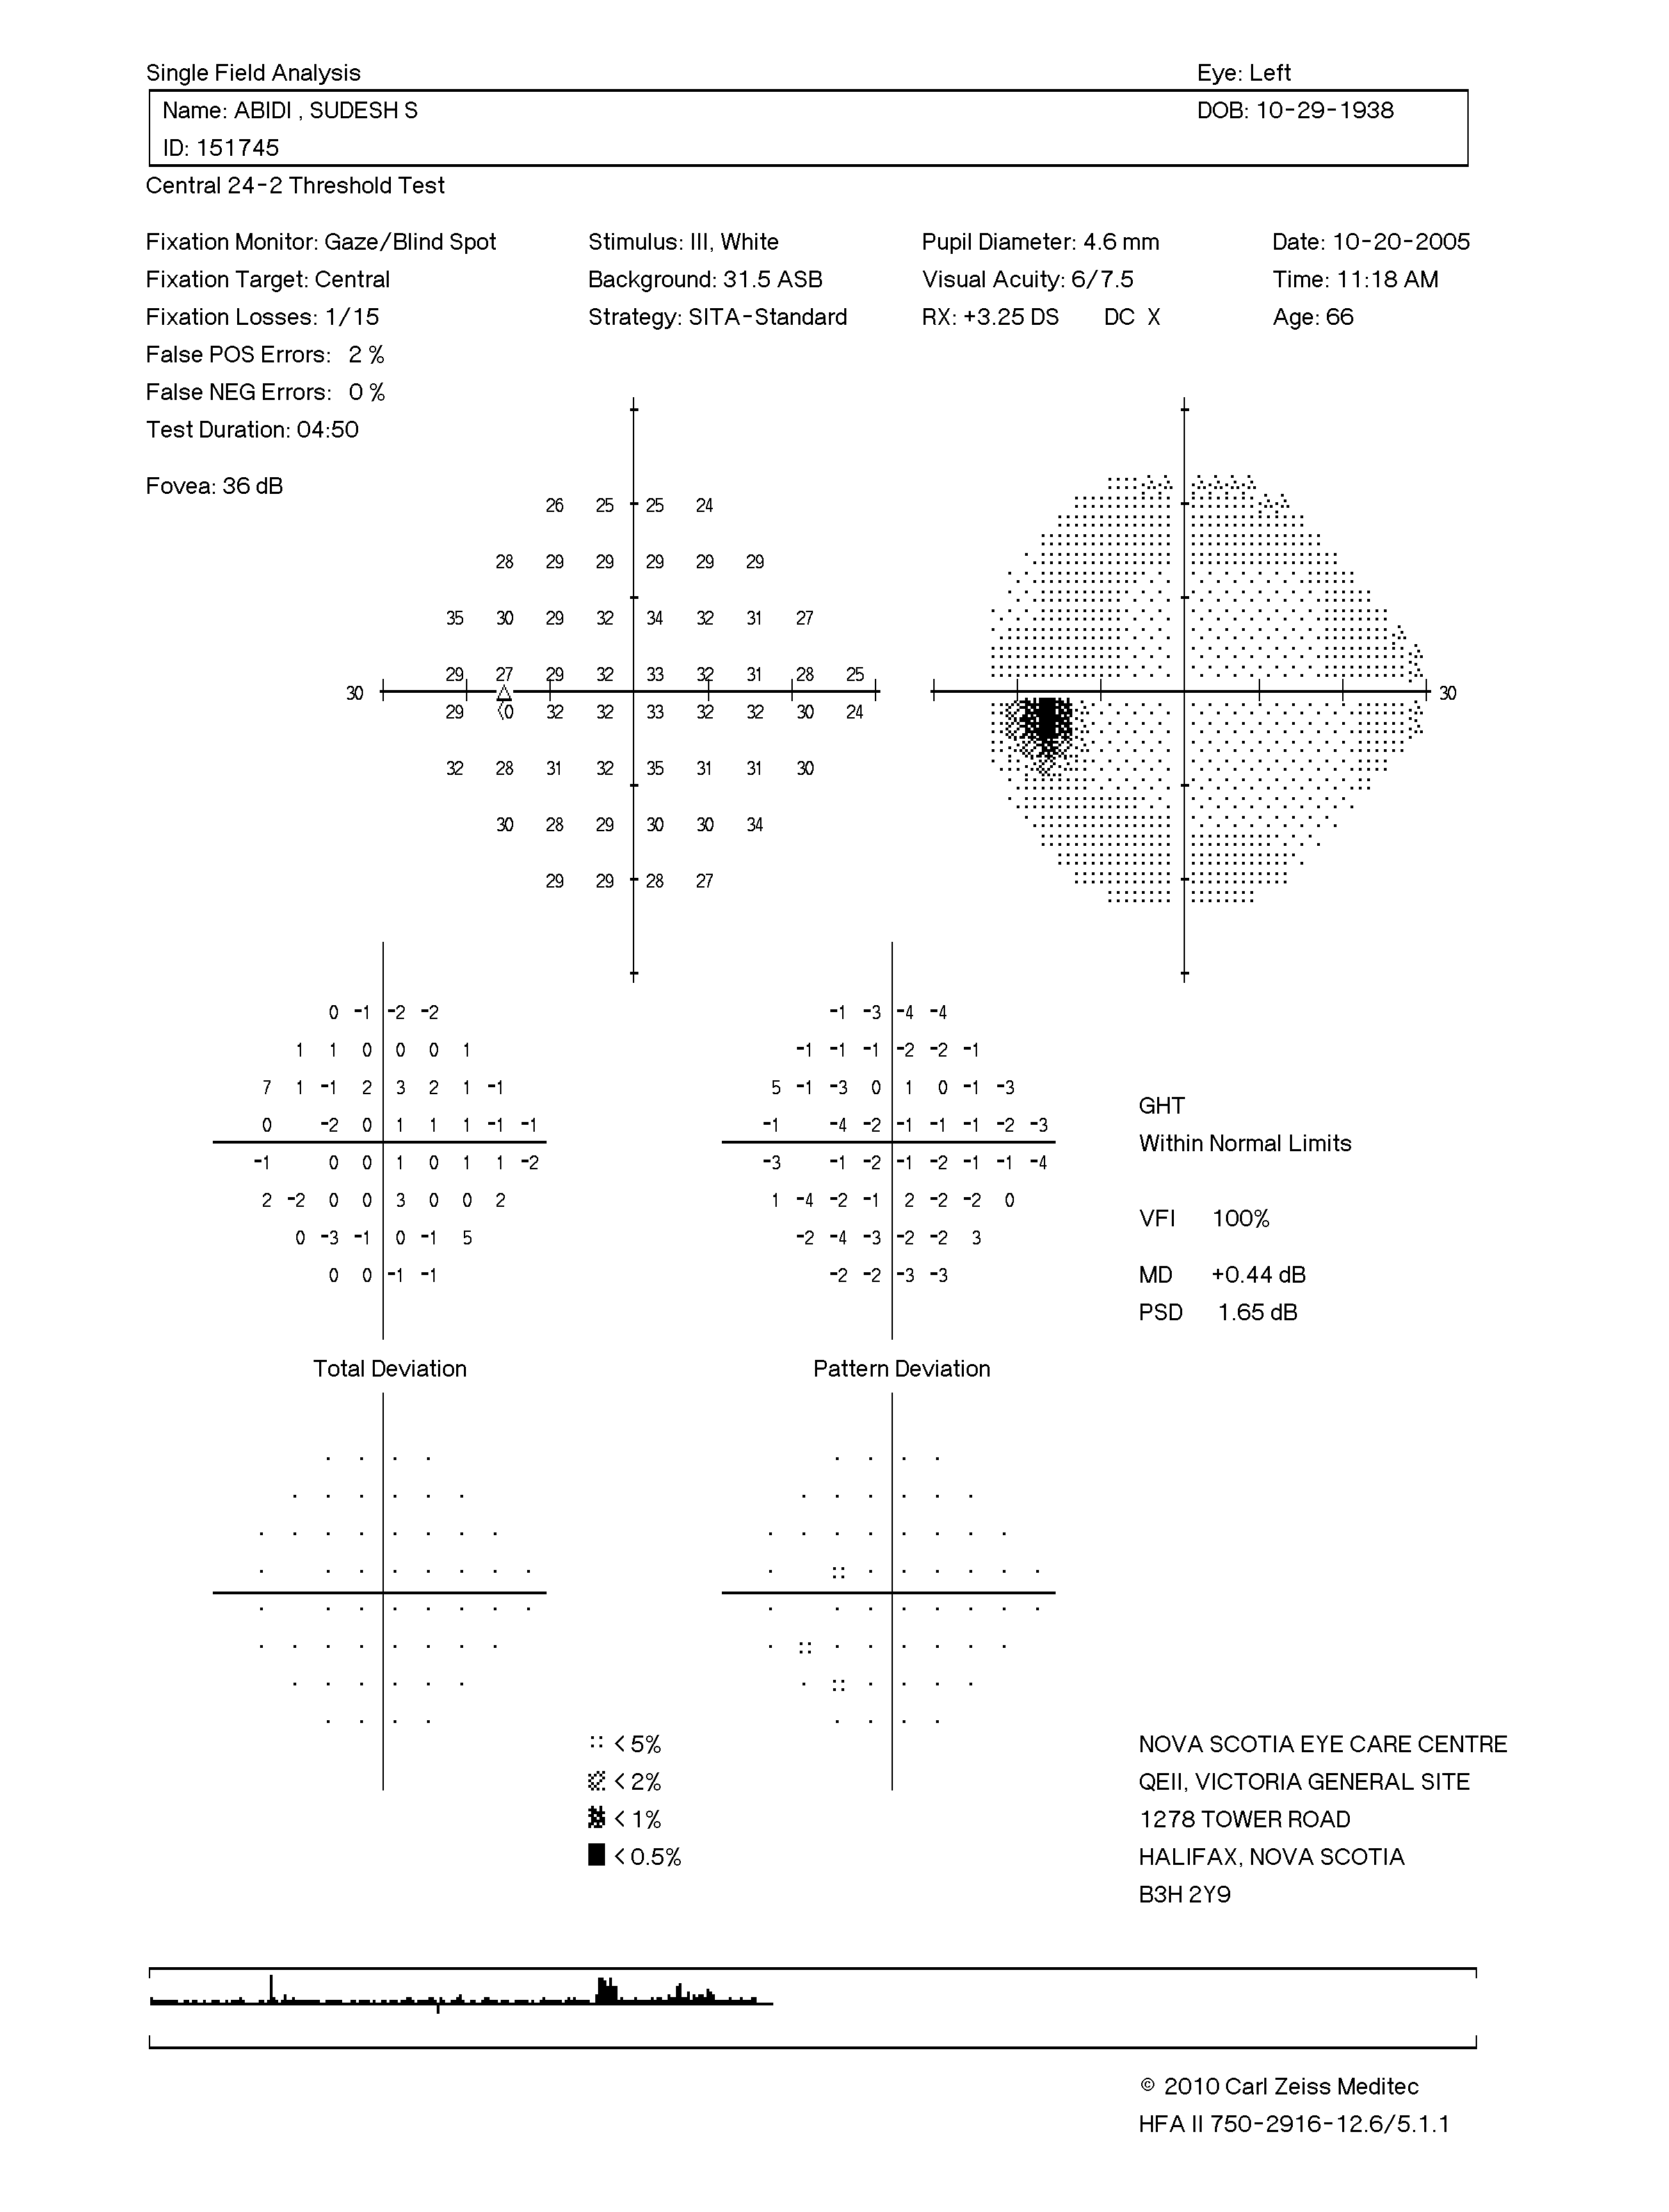 Single Field Analysis Eye: Left
Name: ABIDI , SUDESH S DOB: 10-29-1938
ID: 151745
Central 24-2 Threshold Test
Fixation Monitor: Gaze/Blind Spot Stimulus: III, White Pupil Diameter: 4.6 mm Date: 10-20-2005
Fixation Target: Central Background: 31.5 ASB Visual Acuity: 6/7.5 Time: 11:18 AM
Fixation Losses: 1/15 Strategy: SITA-Standard RX: +3.25 DS DC X Age: 66
False POS Errors: 2 %
False NEG Errors: 0 %
Test Duration: 04:50
Fovea: 36 dB
26 25 25 24
28 29 29 29 29 29
35 30 29 32 34 32 31 27
29 27 29 32 33 32 31 28 25
30 30
29 <0 32 32 33 32 32 30 24
32 28 31 32 35 31 31 30
30 28 29 30 30 34
29 29 28 27
0 -1 -2 -2 -1 -3 -4 -4
1 1 0 0 0 1 -1 -1 -1 -2 -2 -1
7 1 -1 2 3 2 1 -1 5 -1 -3 0 1 0 -1 -3
GHT
0 -2 0 1 1 1 -1 -1 -1 -4 -2 -1 -1 -1 -2 -3
Within Normal Limits
-1 0 0 1 0 1 1 -2 -3 -1 -2 -1 -2 -1 -1 -4
2 -2 0 0 3 0 0 2 1 -4 -2 -1 2 -2 -2 0
VFI 100%
0 -3 -1 0 -1 5 -2 -4 -3 -2 -2 3
0 0 -1 -1 -2 -2 -3 -3
MD +0.44 dB
PSD 1.65 dB
Total Deviation Pattern Deviation
< 5% NOVA SCOTIA EYE CARE CENTRE
< 2% QEII, VICTORIA GENERAL SITE
< 1% 1278 TOWER ROAD
< 0.5% HALIFAX, NOVA SCOTIA
B3H 2Y9
© 2010 Carl Zeiss Meditec
HFA II 750-2916-12.6/5.1.1